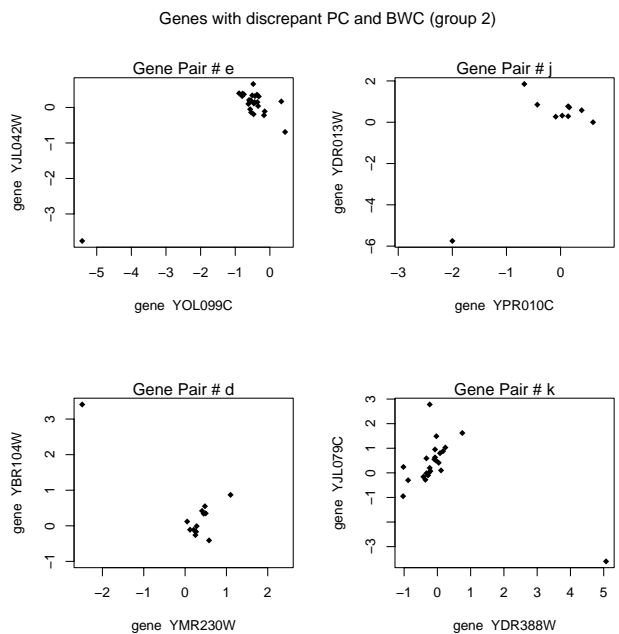 Genes with discrepant PC and BWC (group 2)
Gene Pair # e
gene YJL042W
0
−1
−2
−3
−5 −4 −3 −2 −1 0
gene YOL099C
Gene Pair # j
gene YDR013W
2
0
−2
−4
−6
−3 −2 −1 0
gene YPR010C
Gene Pair # d
gene YBR104W
3
2
1
0
−1
−2 −1 0 1 2
gene YMR230W
Gene Pair # k
gene YJL079C
3
2
1
0
−1
−3
−1 0 1 2 3 4 5
gene YDR388W